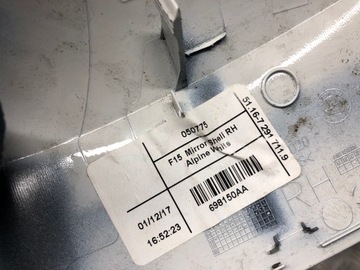 050775
F15 Mirror Shell RH
Alpine White
01/12/17
16:52:23
698150AA
51.16-7 291 711.9